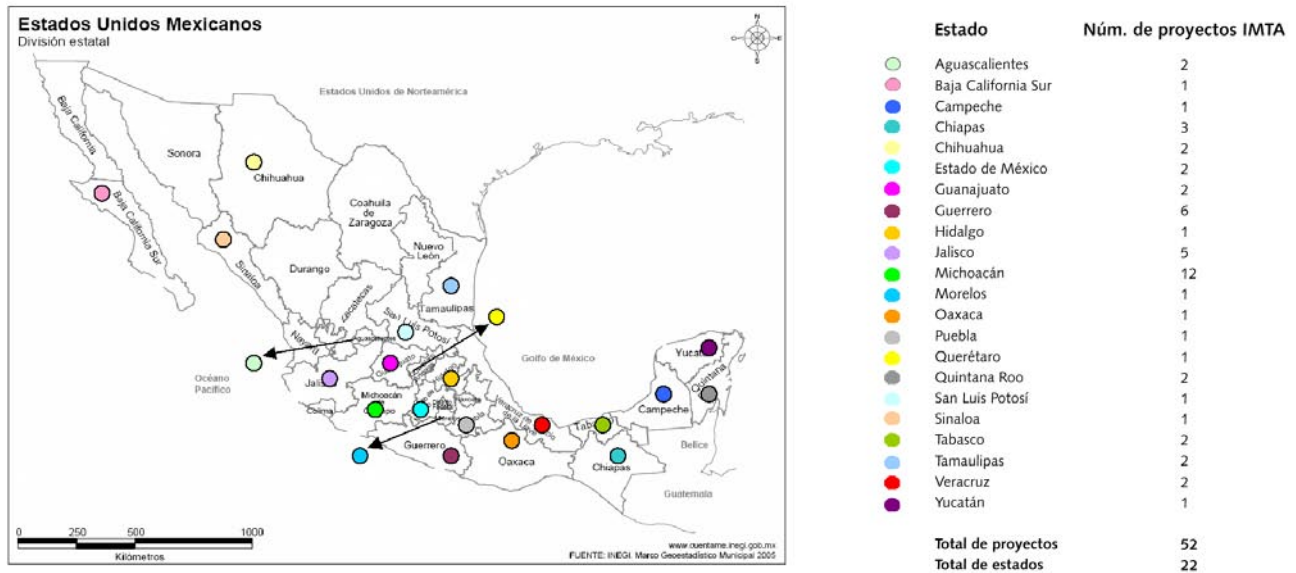 Estados Unidos Mexicanos
División estatal
N
O
E
S
Estados Unidos de Norteamérica
Baja California
Sonora
Chihuahua
Baja California Sur
Coahuila
de
Zaragoza
Sinaloa
Nuevo
León
Durango
Zacatecas
Tamaulipas
San Luis Potosí
Nayarit
Golfo de México
Océano
Pacífico
Colima
Michoacán
Campeche
Quintana
Guerrero
Oaxaca
Chiapas
Belice
Guatemala
0 250 500 1000
Kilómetros
www.cuentame.inegi.gob.mx
FUENTE: INEGI. Marco Geoestadístico Municipal 2005
Estado Núm. de proyectos IMTA
Aguascalientes 2
Baja California Sur 1
Campeche 1
Chiapas 3
Chihuahua 2
Estado de México 2
Guanajuato 2
Guerrero 6
Hidalgo 1
Jalisco 5
Michoacán 12
Morelos 1
Oaxaca 1
Puebla 1
Querétaro 1
Quintana Roo 2
San Luis Potosí 1
Sinaloa 1
Tabasco 2
Tamaulipas 2
Veracruz 2
Yucatán 1
Total de proyectos 52
Total de estados 22